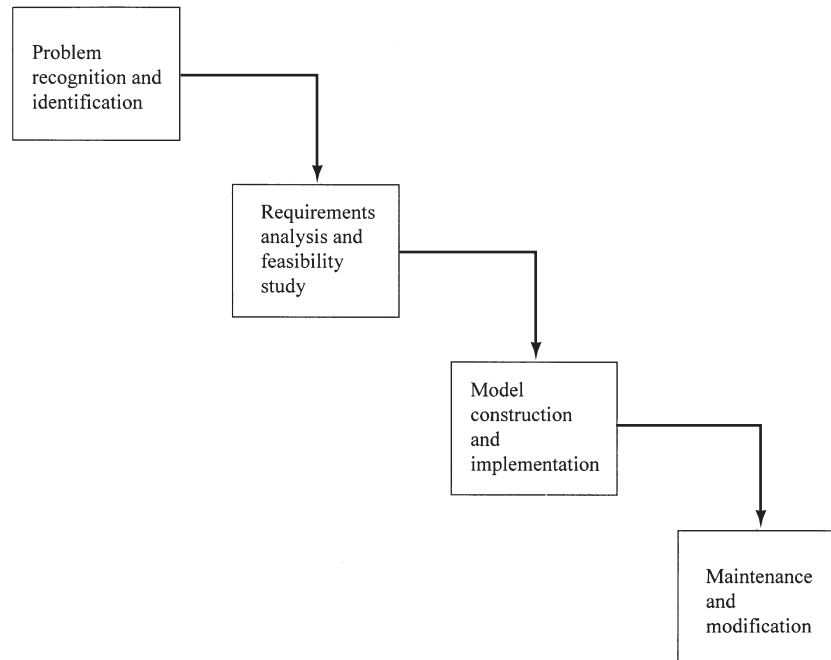 Problem
recognition and
identification
Requirements
analysis and
feasibility
study
Model
construction
and
implementation
Maintenance
and
modification